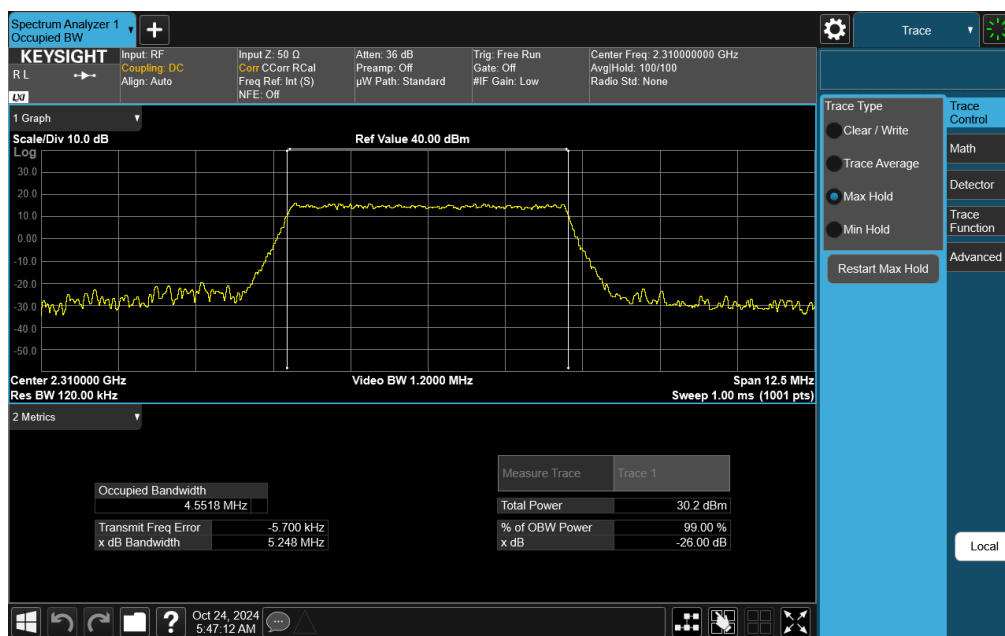 Spectrum Analyzer 1
Occupied BW
Trace
KEYSIGHT
R L
LXI
Input: RF
Coupling: DC
Align: Auto
Input Z: 50 Ω
Corr CCorr RCal
Freq Ref: Int (S)
NFE: Off
Atten: 36 dB
Preamp: Off
µW Path: Standard
Trig: Free Run
Gate: Off
#IF Gain: Low
Center Freq: 2.310000000 GHz
Avg|Hold: 100/100
Radio Std: None
1 Graph
Scale/Div 10.0 dB
Ref Value 40.00 dBm
Log
30.0
20.0
10.0
0.00
-10.0
-20.0
-30.0
-40.0
-50.0
Center 2.310000 GHz
Video BW 1.2000 MHz
Span 12.5 MHz
Res BW 120.00 kHz
Sweep 1.00 ms (1001 pts)
2 Metrics
Measure Trace
Trace 1
Occupied Bandwidth
4.5518 MHz
Total Power
30.2 dBm
Transmit Freq Error
-5.700 kHz
% of OBW Power
99.00 %
x dB Bandwidth
5.248 MHz
x dB
-26.00 dB
Trace Type
Clear / Write
Trace Average
Max Hold
Min Hold
Restart Max Hold
Trace
Control
Math
Detector
Trace
Function
Advanced
Local
?
Oct 24, 2024
5:47:12 AM